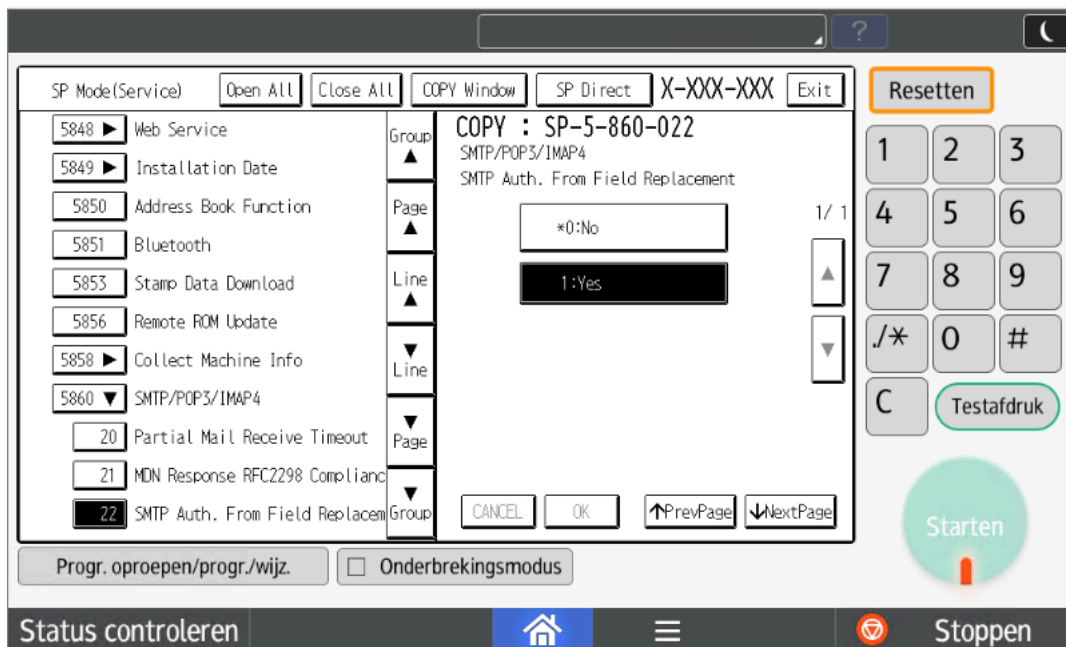 ?
SP Mode(Service)
Open All
Close All
COPY Window
SP Direct
X-XXX-XXX
Exit
5848 ▶ Web Service
5849 ▶ Installation Date
5850 Address Book Function
5851 Bluetooth
5853 Stamp Data Download
5856 Remote ROM Update
5858 ▶ Collect Machine Info
5860 ▼ SMTP/POP3/IMAP4
20 Partial Mail Receive Timeout
21 MDN Response RFC2298 Complianc
22 SMTP Auth. From Field Replacem
Group
▲
Page
▲
Line
▲
▼
Line
▼
Page
▼
Group
COPY : SP-5-860-022
SMTP/POP3/IMAP4
SMTP Auth. From Field Replacement
*0:No
1:Yes
1/ 1
▲
▼
CANCEL
OK
↑PrevPage
↓NextPage
Resetten
1 2 3
4 5 6
7 8 9
./* 0 #
C
Testafdruk
Starten
Progr. oproepen/progr./wijz.
Onderbrekingsmodus
Status controleren
Stoppen